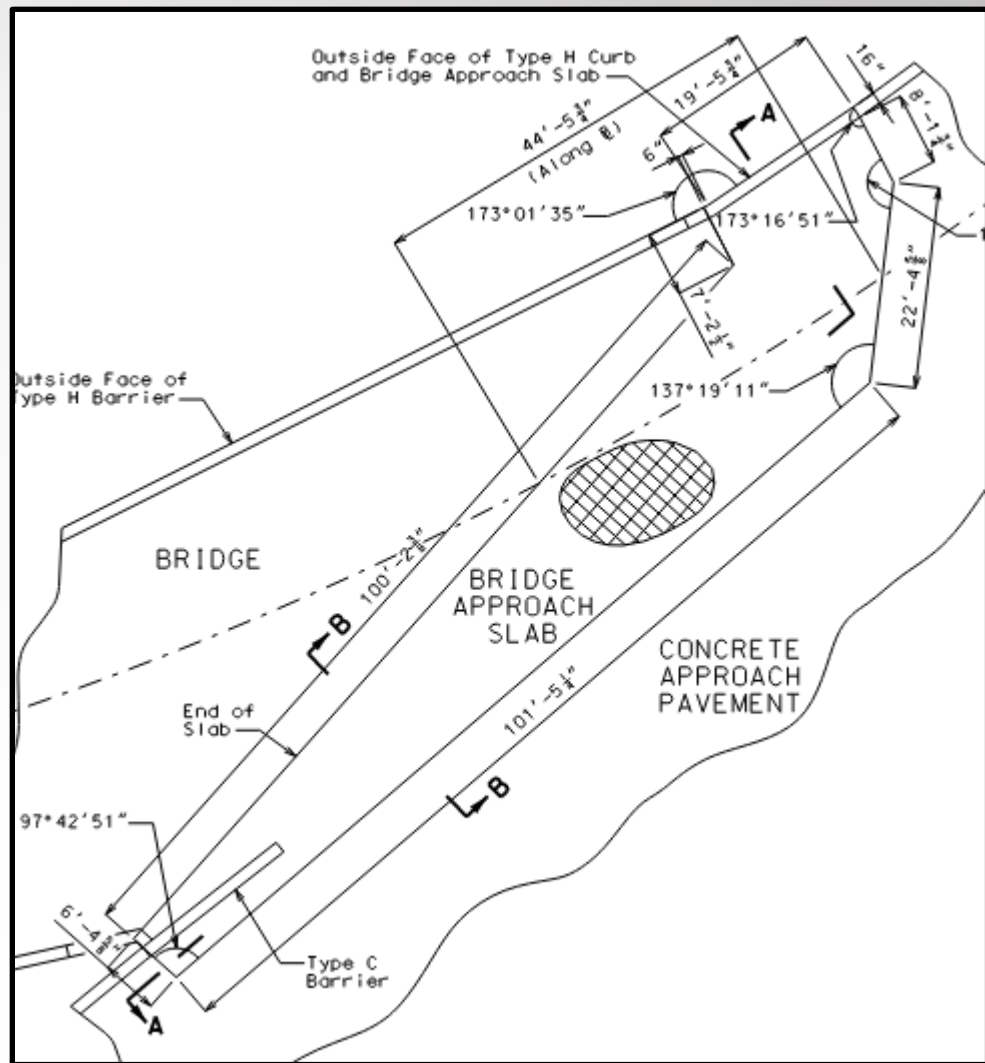 Outside Face of Type H Curb
and Bridge Approach Slab
16"
19'-5¾"
8'-1¾"
44'-5¾"
(Along ℄)
6"
A
173°01'35"
173°16'51"
1
22'-4⅝"
7'-2½"
137°19'11"
Outside Face of
Type H Barrier
BRIDGE
100'-2⅜"
BRIDGE
APPROACH
SLAB
B
CONCRETE
APPROACH
PAVEMENT
End of
Slab
101'-5¼"
B
97°42'51"
Type C
Barrier
A